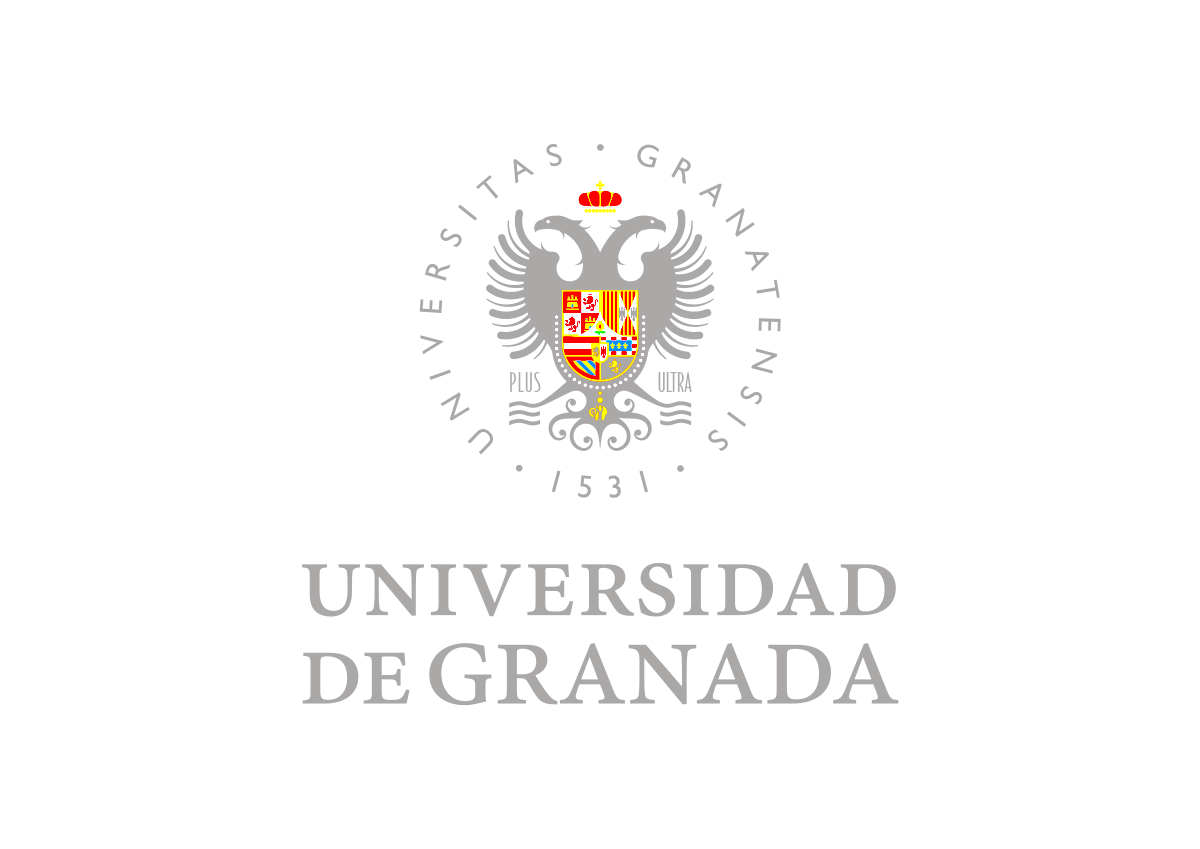 UNIVERSITAS · GRANATENSIS
PLUS ULTRA
· 1531 ·
UNIVERSIDAD
DE GRANADA